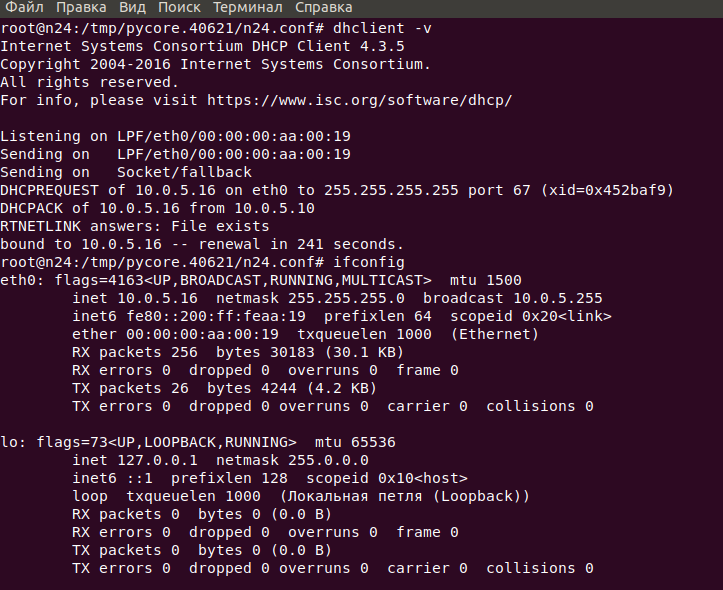 Файл Правка Вид Поиск Терминал Справка
root@n24:/tmp/pycore.40621/n24.conf# dhclient -v
Internet Systems Consortium DHCP Client 4.3.5
Copyright 2004-2016 Internet Systems Consortium.
All rights reserved.
For info, please visit https://www.isc.org/software/dhcp/

Listening on LPF/eth0/00:00:00:aa:00:19
Sending on   LPF/eth0/00:00:00:aa:00:19
Sending on   Socket/fallback
DHCPREQUEST of 10.0.5.16 on eth0 to 255.255.255.255 port 67 (xid=0x452baf9)
DHCPACK of 10.0.5.16 from 10.0.5.10
RTNETLINK answers: File exists
bound to 10.0.5.16 -- renewal in 241 seconds.
root@n24:/tmp/pycore.40621/n24.conf# ifconfig
eth0: flags=4163<UP,BROADCAST,RUNNING,MULTICAST>  mtu 1500
        inet 10.0.5.16  netmask 255.255.255.0  broadcast 10.0.5.255
        inet6 fe80::200:ff:feaa:19  prefixlen 64  scopeid 0x20<link>
        ether 00:00:00:aa:00:19  txqueuelen 1000  (Ethernet)
        RX packets 256  bytes 30183 (30.1 KB)
        RX errors 0  dropped 0  overruns 0  frame 0
        TX packets 26  bytes 4244 (4.2 KB)
        TX errors 0  dropped 0 overruns 0  carrier 0  collisions 0

lo: flags=73<UP,LOOPBACK,RUNNING>  mtu 65536
        inet 127.0.0.1  netmask 255.0.0.0
        inet6 ::1  prefixlen 128  scopeid 0x10<host>
        loop  txqueuelen 1000  (Локальная петля (Loopback))
        RX packets 0  bytes 0 (0.0 B)
        RX errors 0  dropped 0  overruns 0  frame 0
        TX packets 0  bytes 0 (0.0 B)
        TX errors 0  dropped 0 overruns 0  carrier 0  collisions 0